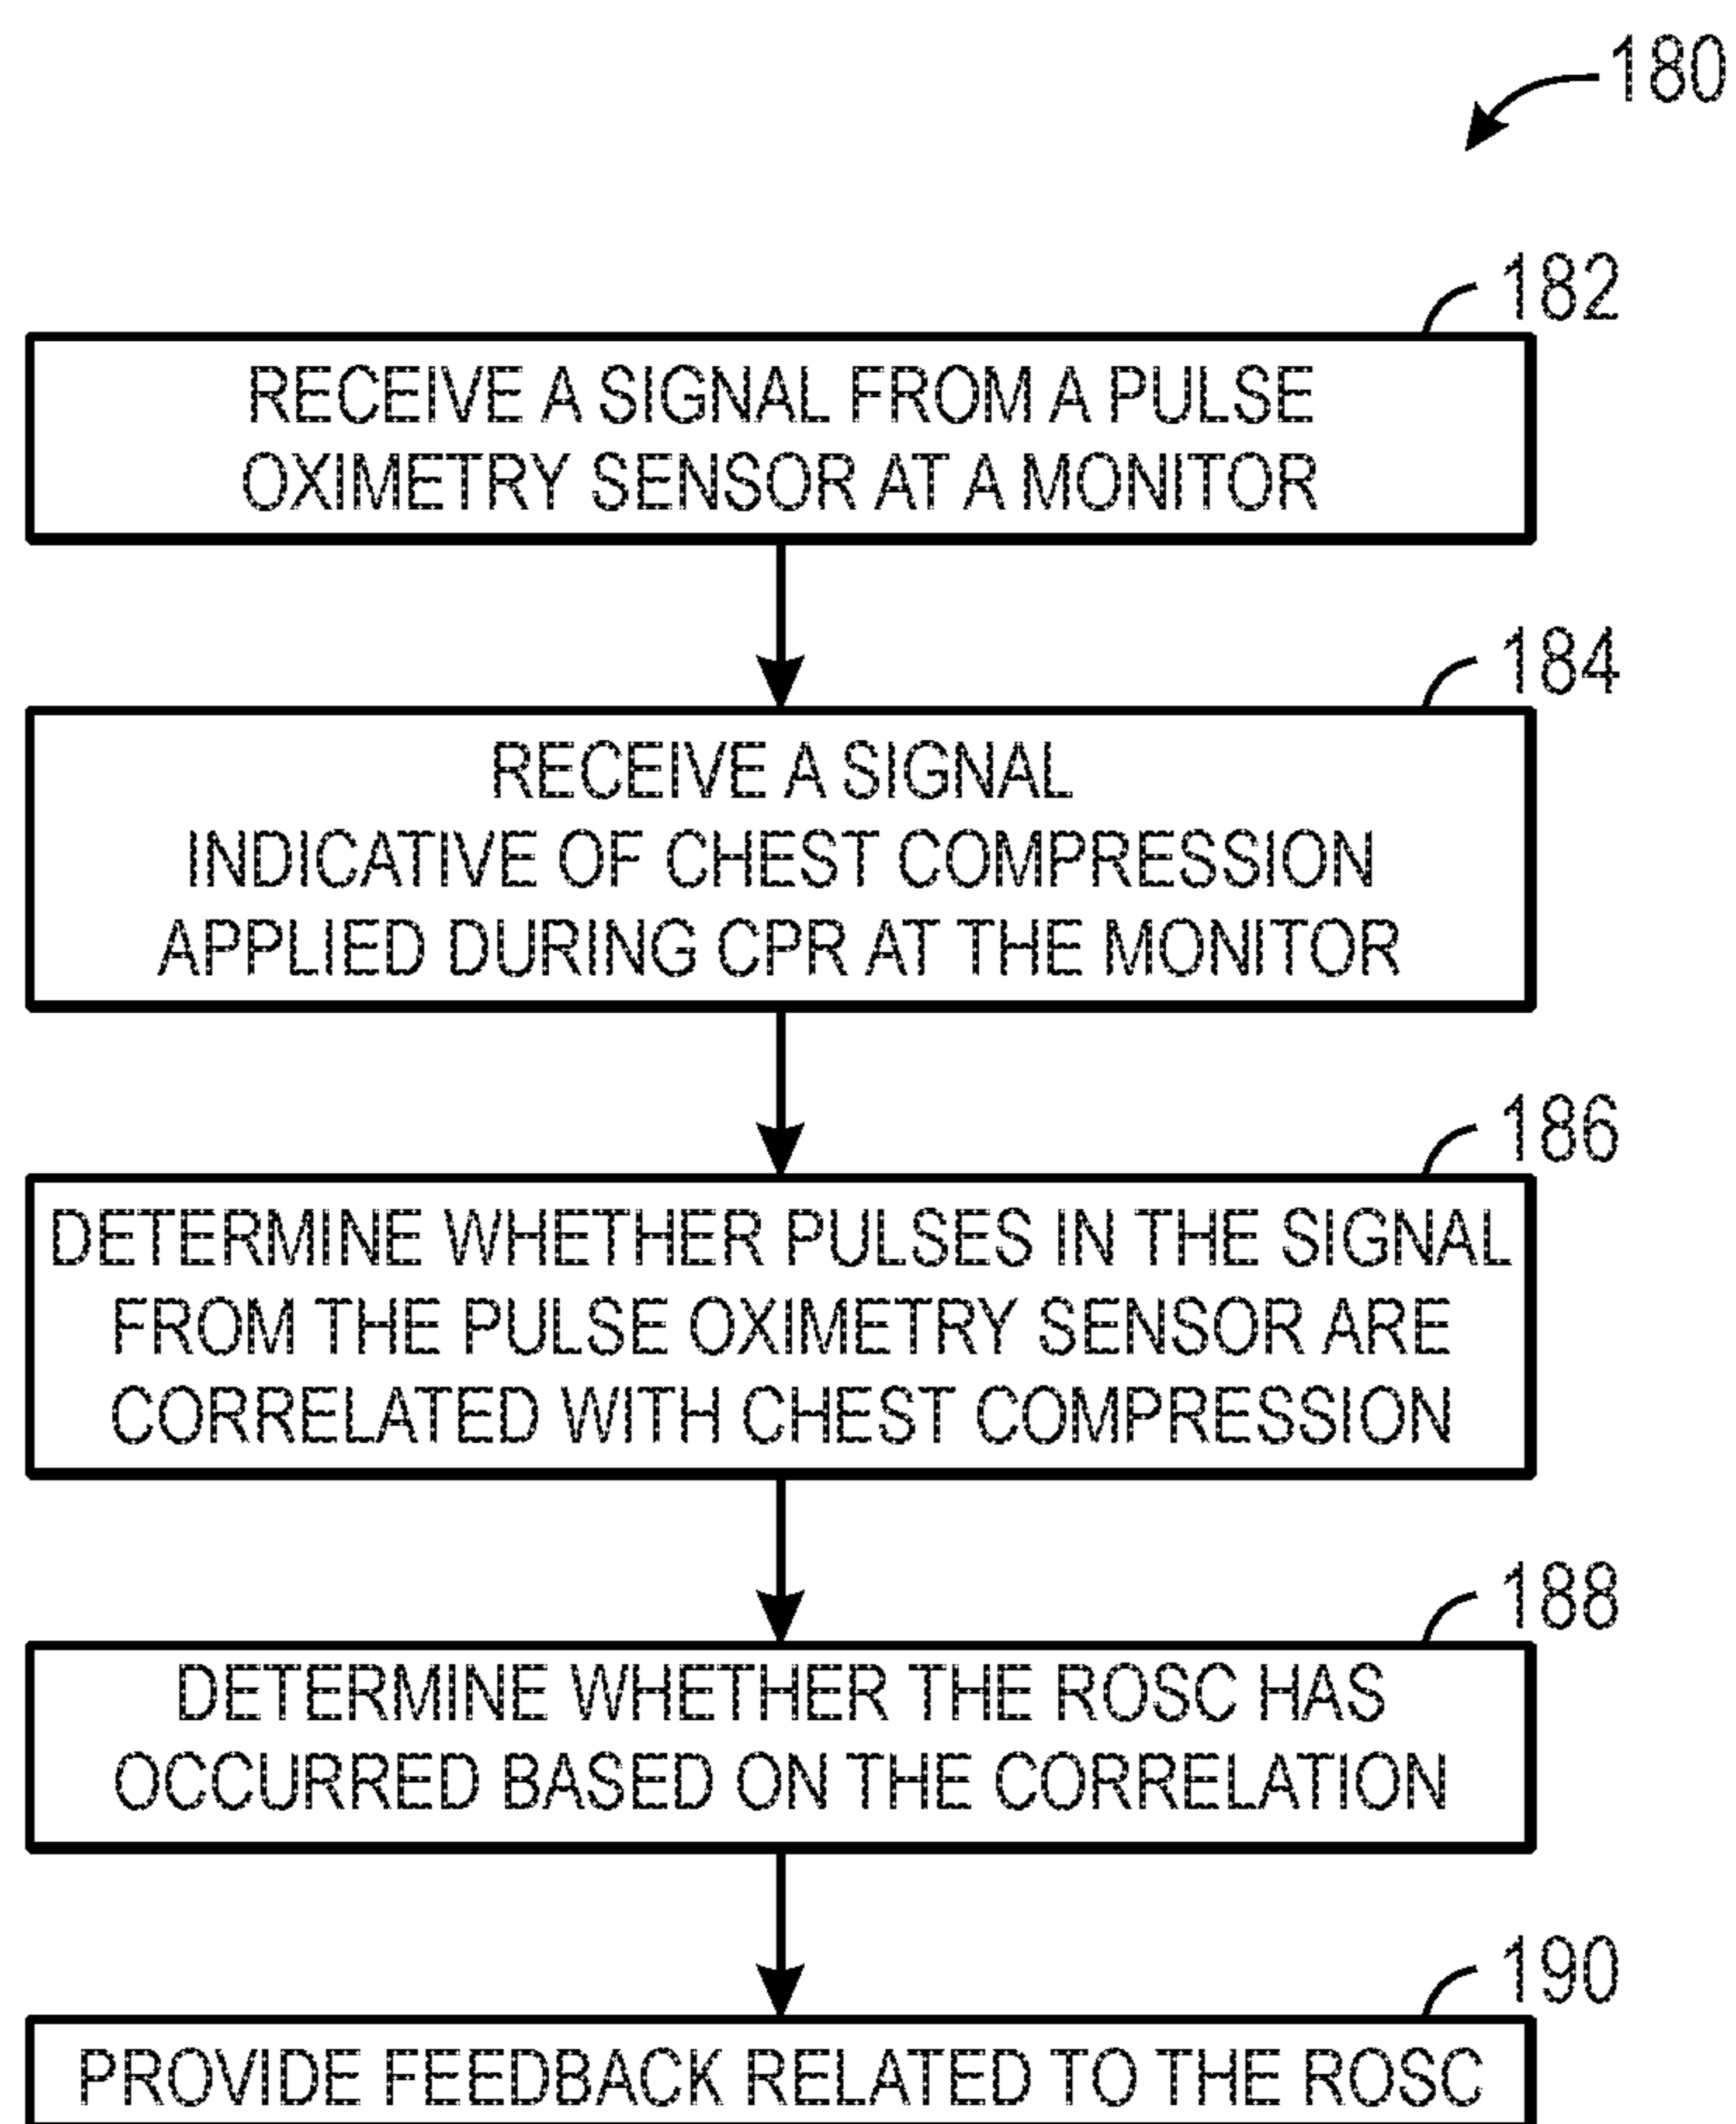 180
182
RECEIVE A SIGNAL FROM A PULSE
OXIMETRY SENSOR AT A MONITOR
184
RECEIVE A SIGNAL
INDICATIVE OF CHEST COMPRESSION
APPLIED DURING CPR AT THE MONITOR
186
DETERMINE WHETHER PULSES IN THE SIGNAL
FROM THE PULSE OXIMETRY SENSOR ARE
CORRELATED WITH CHEST COMPRESSION
188
DETERMINE WHETHER THE ROSC HAS
OCCURRED BASED ON THE CORRELATION
190
PROVIDE FEEDBACK RELATED TO THE ROSC